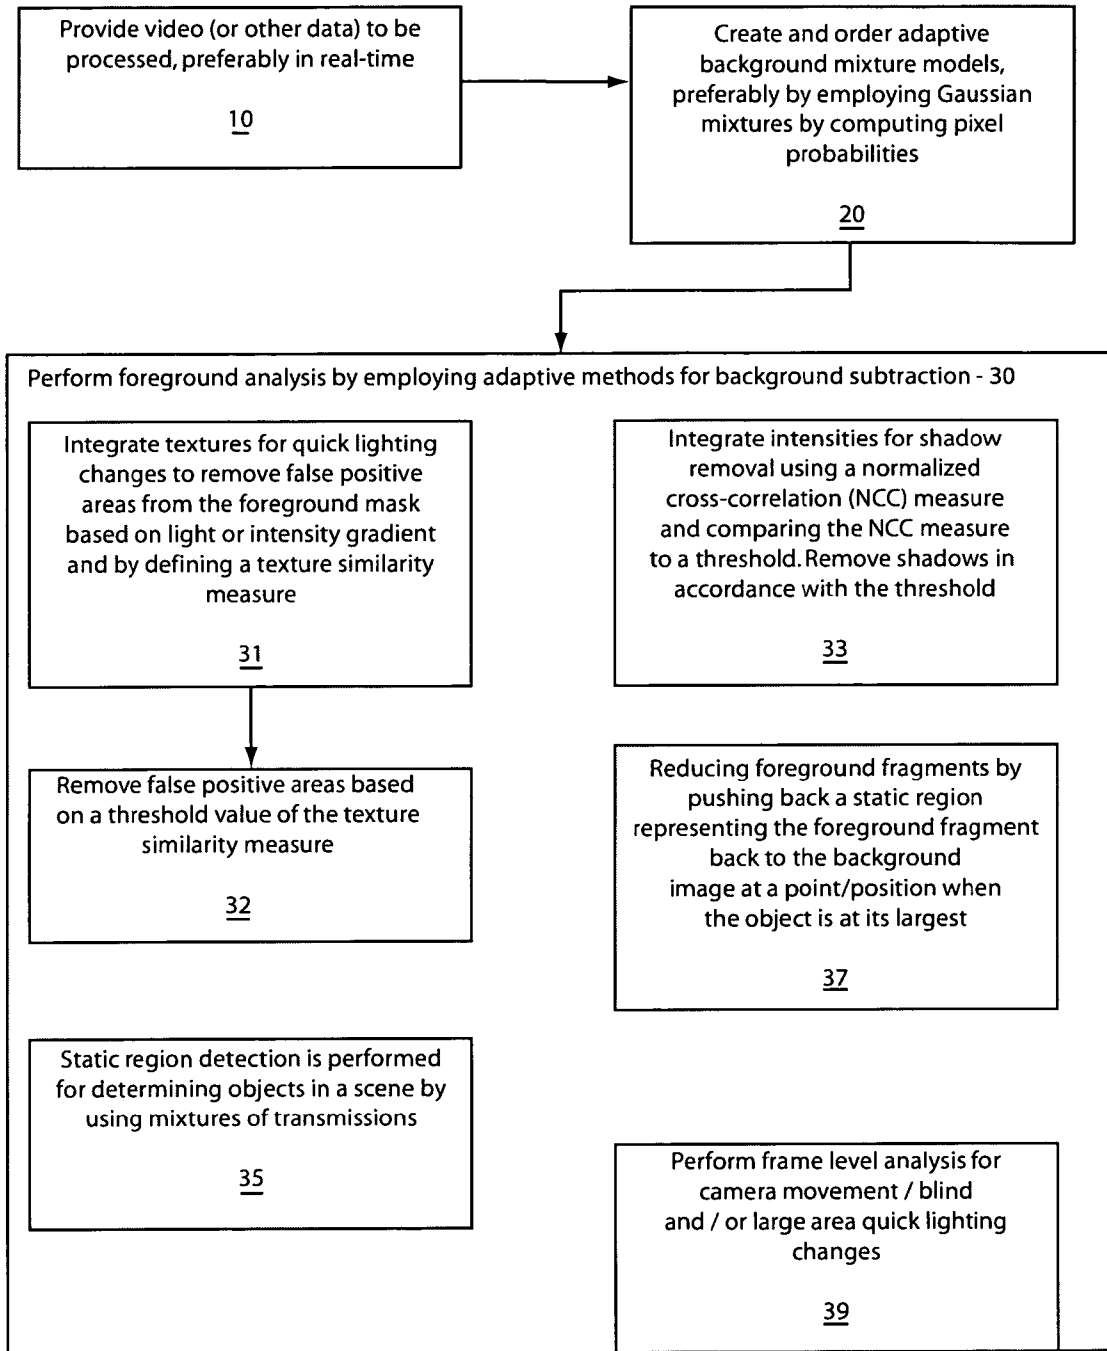 Provide video (or other data) to be
processed, preferably in real-time
10
Create and order adaptive
background mixture models,
preferably by employing Gaussian
mixtures by computing pixel
probabilities
20
Perform foreground analysis by employing adaptive methods for background subtraction - 30
Integrate textures for quick lighting
changes to remove false positive
areas from the foreground mask
based on light or intensity gradient
and by defining a texture similarity
measure
31
Integrate intensities for shadow
removal using a normalized
cross-correlation (NCC) measure
and comparing the NCC measure
to a threshold. Remove shadows in
accordance with the threshold
33
Remove false positive areas based
on a threshold value of the texture
similarity measure
32
Reducing foreground fragments by
pushing back a static region
representing the foreground fragment
back to the background
image at a point/position when
the object is at its largest
37
Static region detection is performed
for determining objects in a scene by
using mixtures of transmissions
35
Perform frame level analysis for
camera movement / blind
and / or large area quick lighting
changes
39